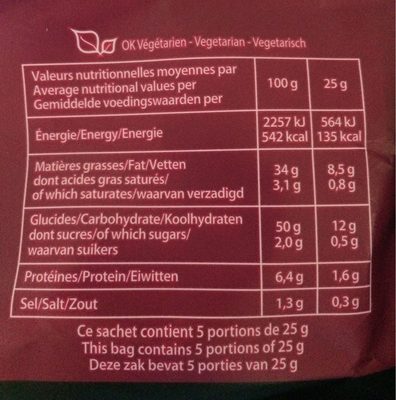 OK Végétarien - Vegetarian - Vegetarisch
Valeurs nutritionnelles moyennes par
Average nutritional values per
Gemiddelde voedingswaarden per
100 g 25 g
Énergie/Energy/Energie
2257 kJ 564 kJ
542 kcal 135 kcal
Matières grasses/Fat/Vetten 34 g 8,5 g
dont acides gras saturés/
of which saturates/waarvan verzadigd 3,1 g 0,8 g
Glucides/Carbohydrate/Koolhydraten 50 g 12 g
dont sucres/of which sugars/ 2,0 g 0,5 g
waarvan suikers
Protéines/Protein/Eiwitten 6,4 g 1,6 g
Sel/Salt/Zout 1,3 g 0,3 g
Ce sachet contient 5 portions de 25 g
This bag contains 5 portions of 25 g
Deze zak bevat 5 porties van 25 g